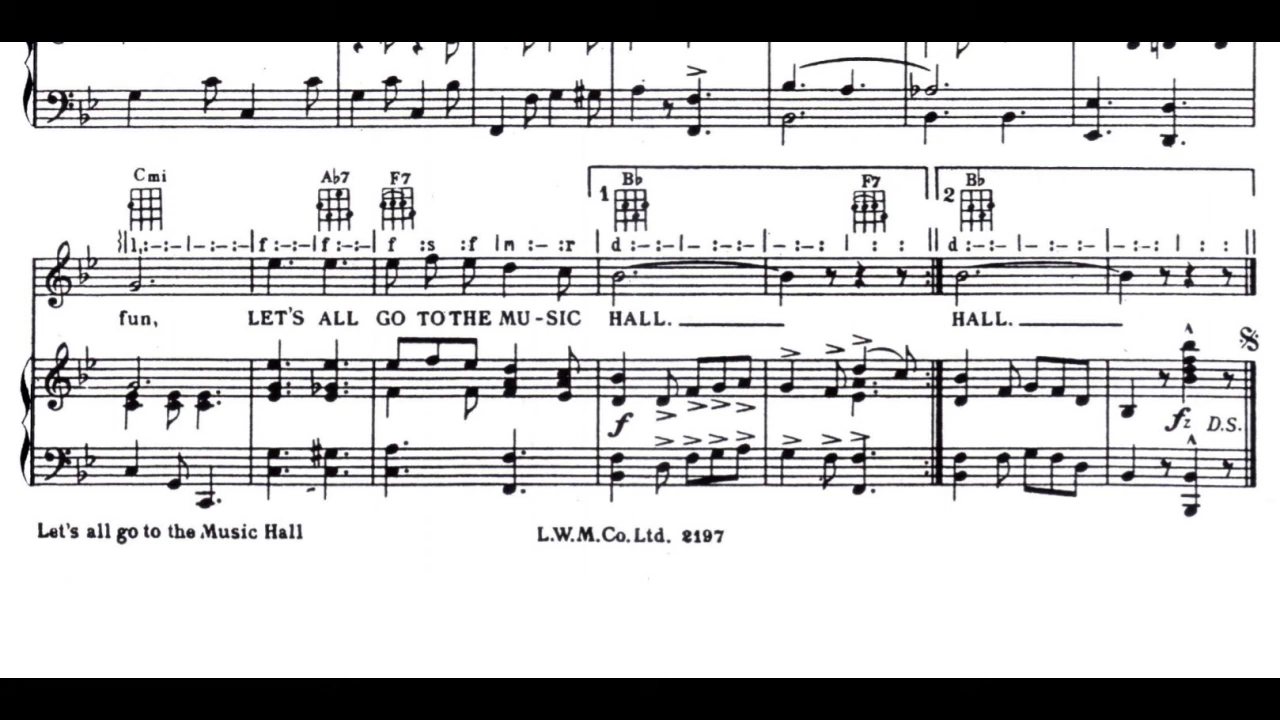 Cmi Ab7 F7 1 Bb F7 2 Bb
l :-:- |- :-:- | f :-:- | f :-:- | f :s :f | m :- :r | d :-:- |- :-:- | - :-: | : : || d :-:- |- :-:- | - :-: | : : ||
fun, LET'S ALL GO TO THE MU-SIC HALL. HALL.
f fz D.S.
Let's all go to the Music Hall L.W.M.Co.Ltd. 2197